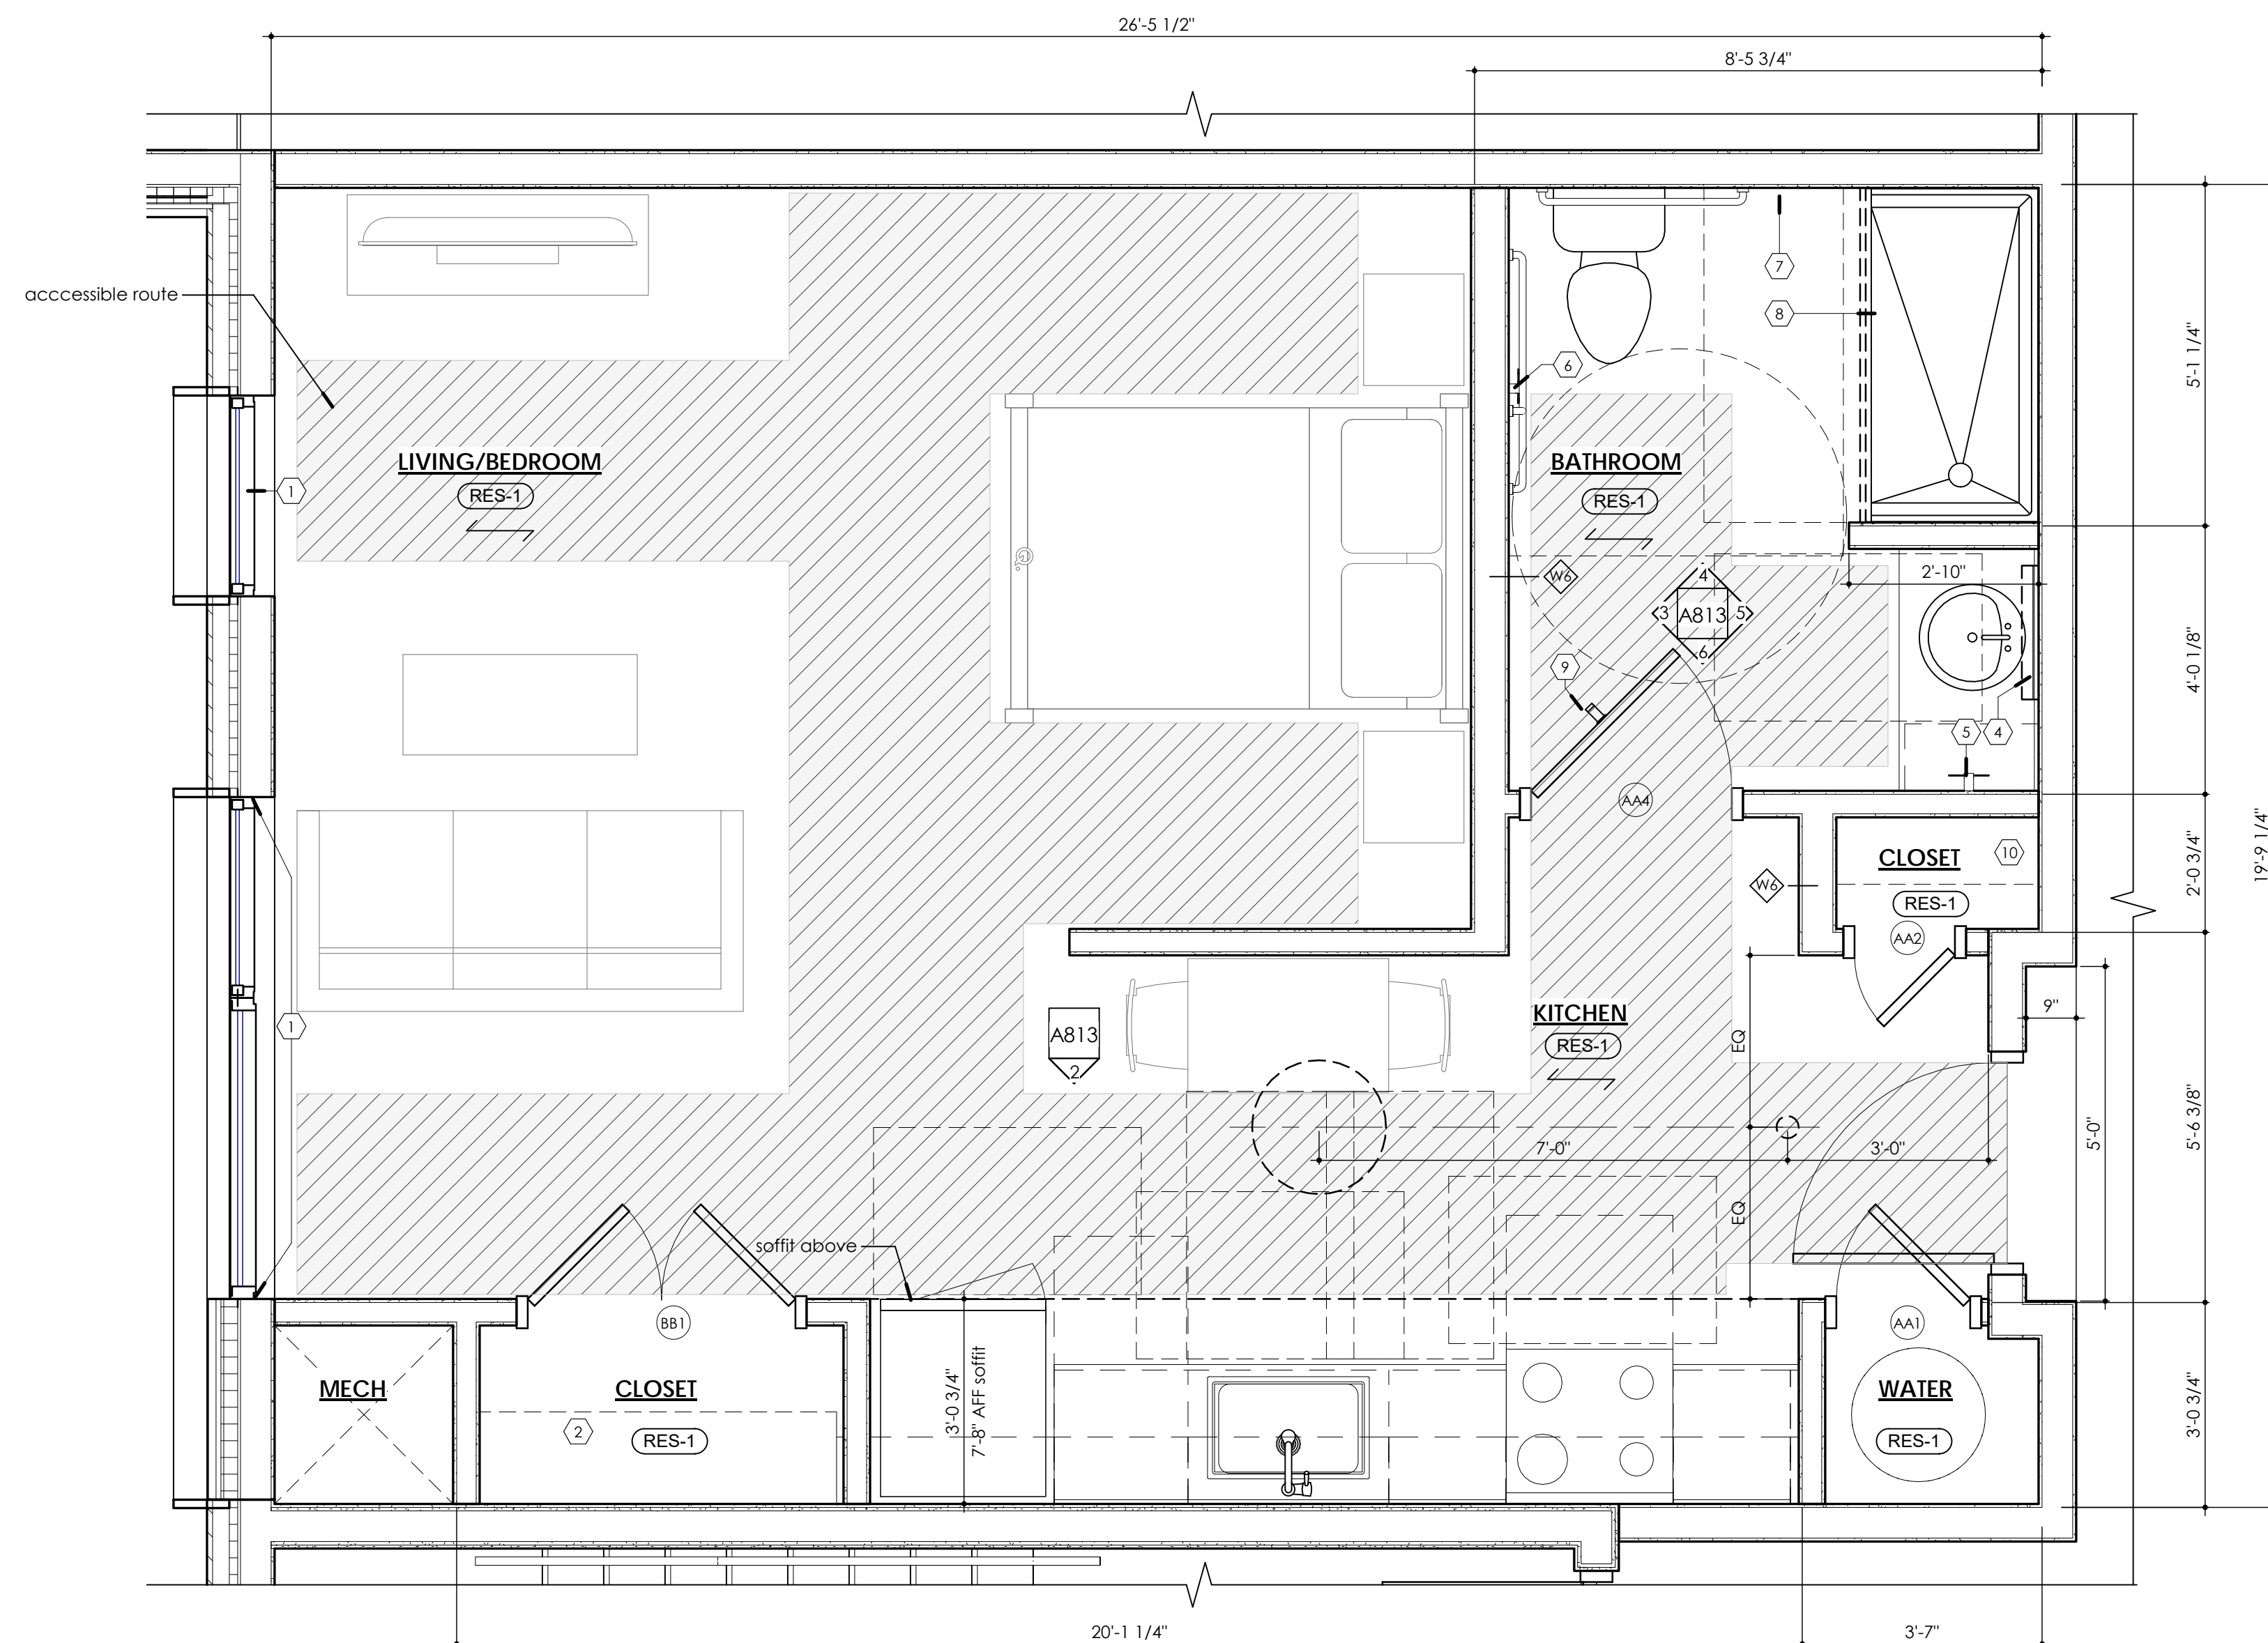 26'-5 1/2"
8'-5 3/4"
acccessible route
7
8
5'-1 1/4"
6
LIVING/BEDROOM
RES-1
1
BATHROOM
RES-1
W6
2'-10"
4
3
A813
5
6
4'-0 1/8"
9
5
4
AA4
CLOSET
10
RES-1
W6
AA2
2'-0 3/4"
19'-9 1/4"
9"
KITCHEN
RES-1
A813
2
1
EQ
7'-0"
3'-0"
5'-0"
5'-6 3/8"
EQ
soffit above
BB1
AA1
MECH
CLOSET
2
RES-1
3'-0 3/4"
7'-8" AFF soffit
WATER
RES-1
3'-0 3/4"
20'-1 1/4"
3'-7"